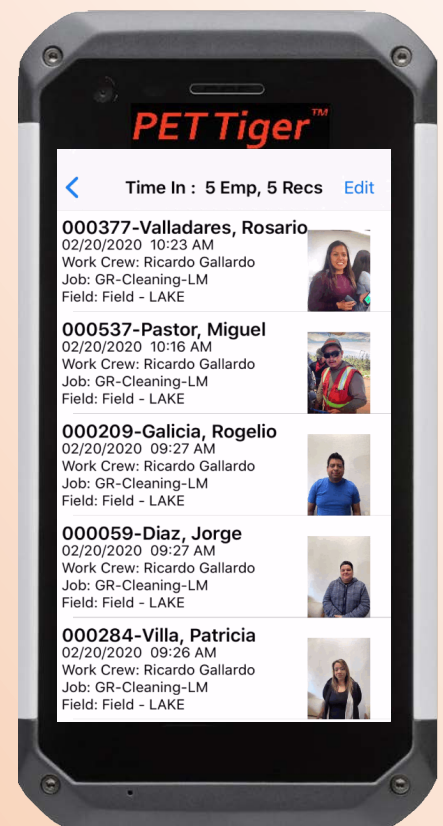 PET Tiger™
Time In : 5 Emp, 5 Recs Edit
000377-Valladares, Rosario
02/20/2020 10:23 AM
Work Crew: Ricardo Gallardo
Job: GR-Cleaning-LM
Field: Field - LAKE
000537-Pastor, Miguel
02/20/2020 10:16 AM
Work Crew: Ricardo Gallardo
Job: GR-Cleaning-LM
Field: Field - LAKE
000209-Galicia, Rogelio
02/20/2020 09:27 AM
Work Crew: Ricardo Gallardo
Job: GR-Cleaning-LM
Field: Field - LAKE
000059-Diaz, Jorge
02/20/2020 09:27 AM
Work Crew: Ricardo Gallardo
Job: GR-Cleaning-LM
Field: Field - LAKE
000284-Villa, Patricia
02/20/2020 09:26 AM
Work Crew: Ricardo Gallardo
Job: GR-Cleaning-LM
Field: Field - LAKE